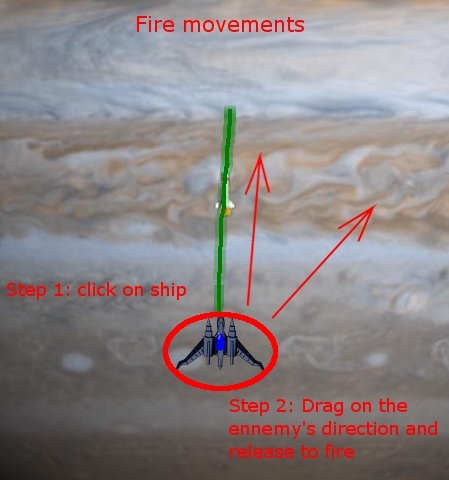 Fire movements
Step 1: click on ship
Step 2: Drag on the
ennemy's direction and
release to fire